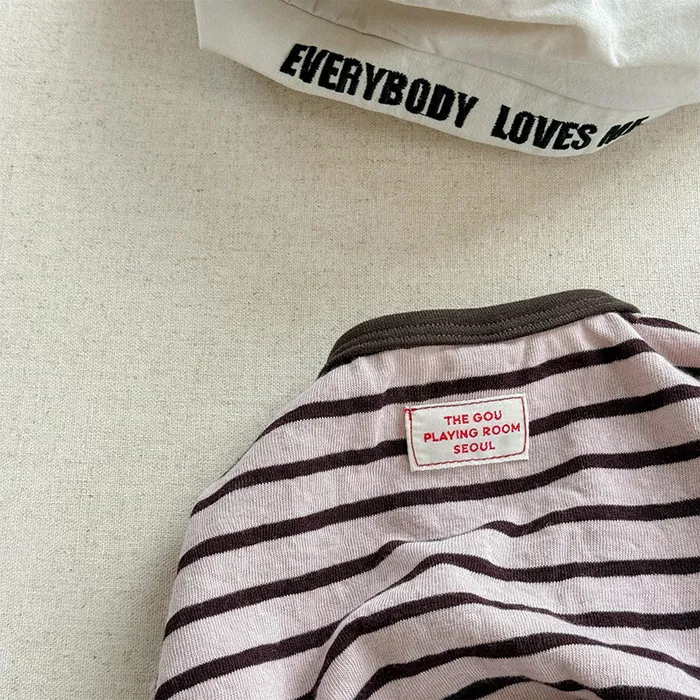 EVERYBODY LOVES ME
THE GOU
PLAYING ROOM
SEOUL